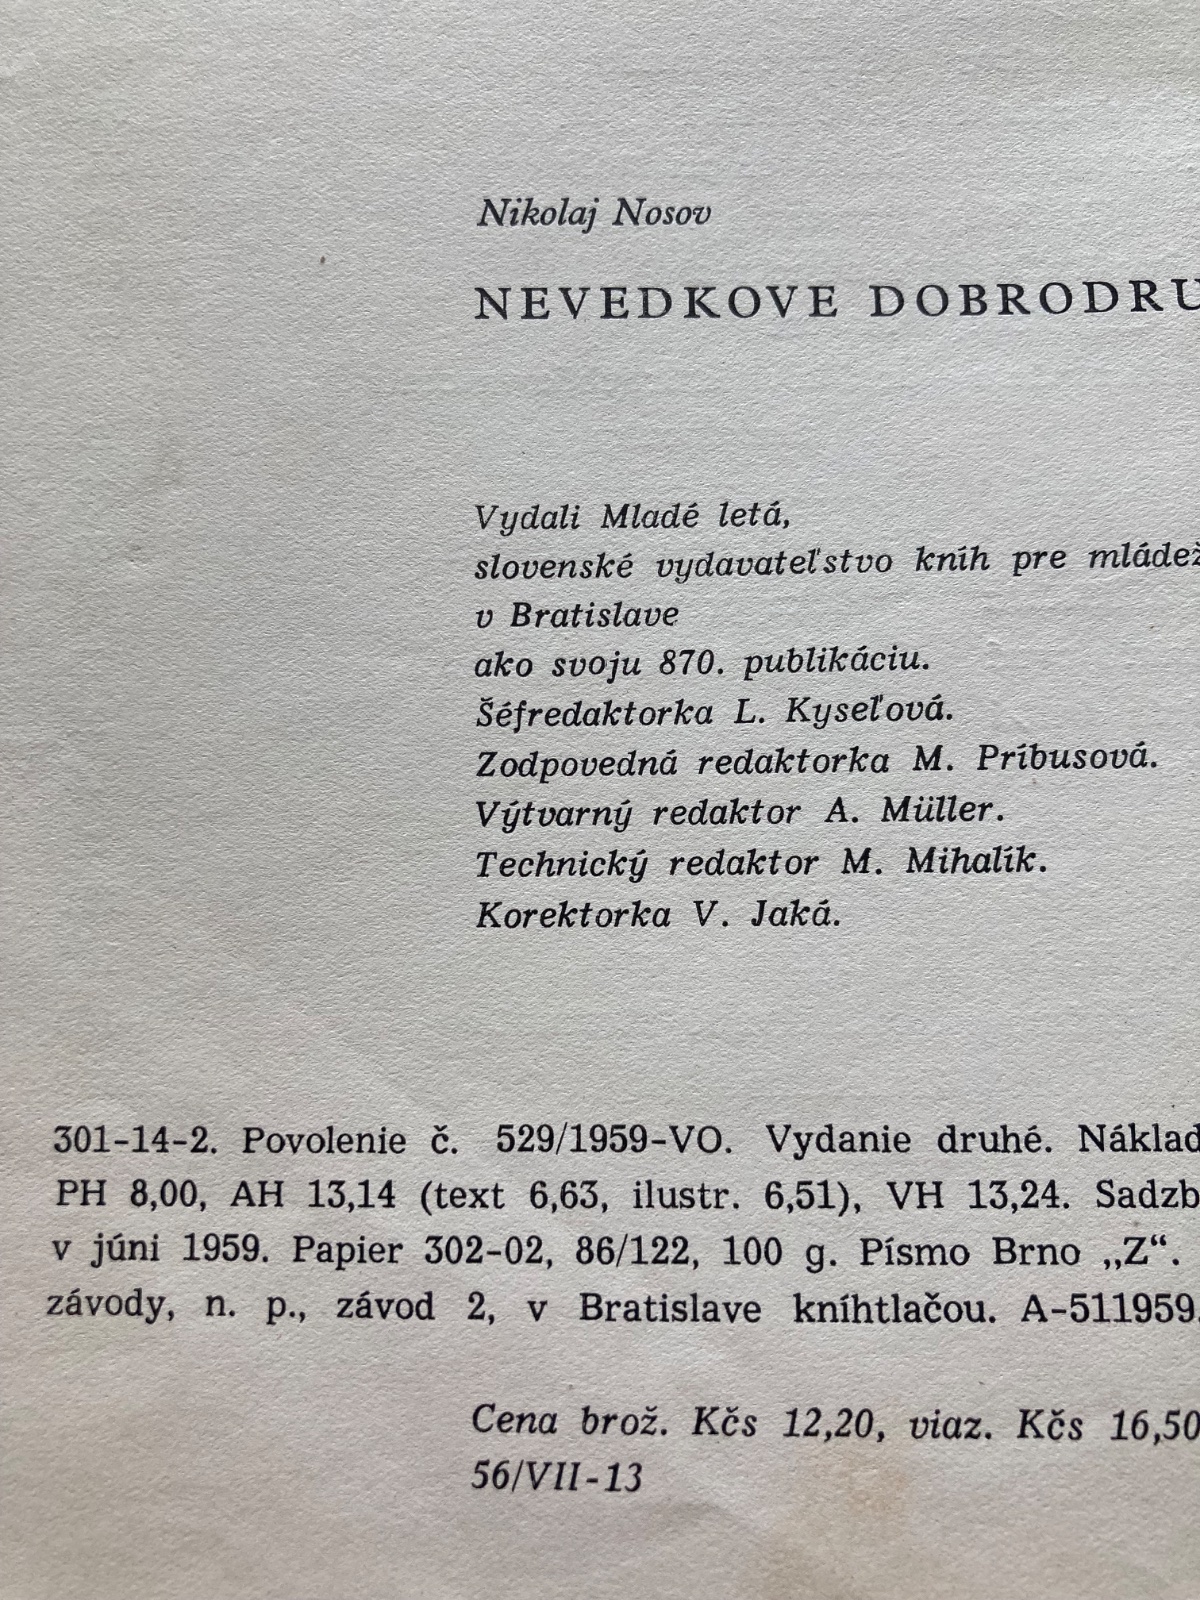 Nikolaj Nosov
NEVEDKOVE DOBRODRU
Vydali Mladé letá,
slovenské vydavateľstvo kníh pre mládež
v Bratislave
ako svoju 870. publikáciu.
Šéfredaktorka L. Kyseľová.
Zodpovedná redaktorka M. Príbusová.
Výtvarný redaktor A. Müller.
Technický redaktor M. Mihalík.
Korektorka V. Jaká.
301-14-2. Povolenie č. 529/1959-VO. Vydanie druhé. Náklad
PH 8,00, AH 13,14 (text 6,63, ilustr. 6,51), VH 13,24. Sadzb
v júni 1959. Papier 302-02, 86/122, 100 g. Písmo Brno „Z“.
závody, n. p., závod 2, v Bratislave kníhtlačou. A-511959.
Cena brož. Kčs 12,20, viaz. Kčs 16,50
56/VII-13